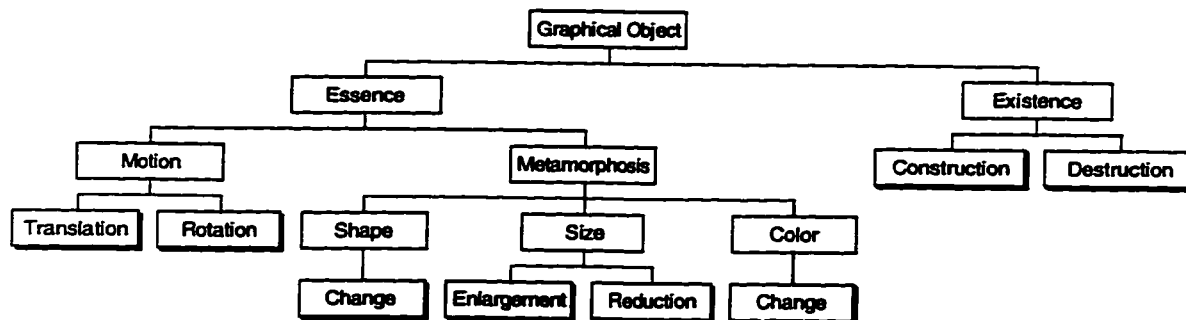 Graphical Object
Essence
Existence
Motion
Metamorphosis
Construction
Destruction
Translation
Rotation
Shape
Size
Color
Change
Enlargement
Reduction
Change